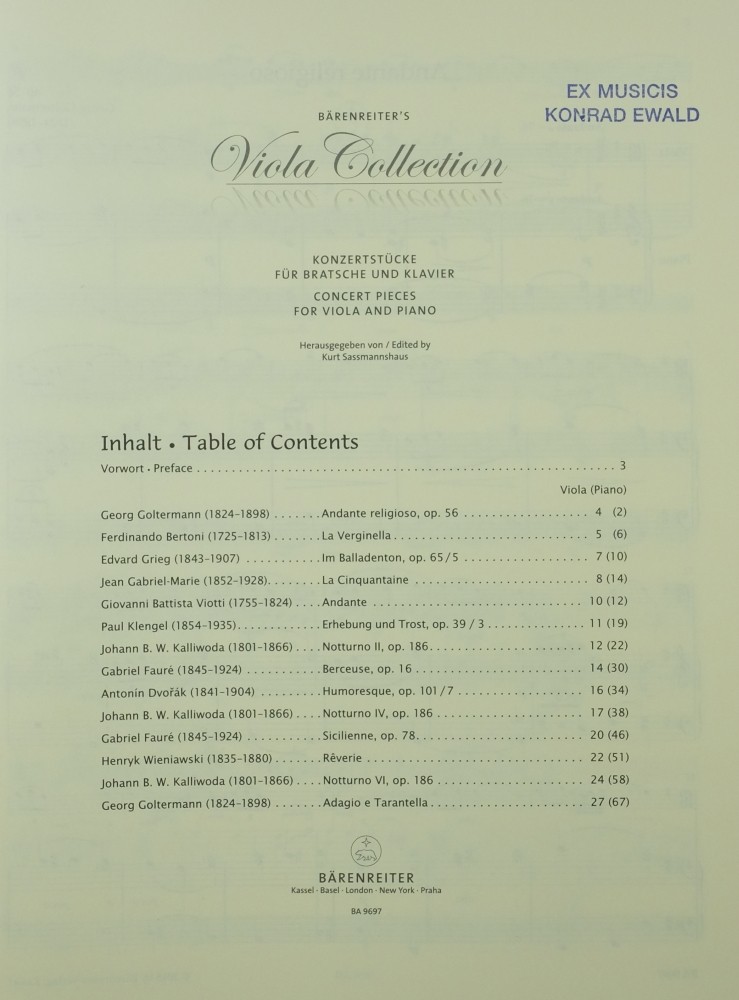 EX MUSICIS
KONRAD EWALD
BÄRENREITER'S
Viola Collection
KONZERTSTÜCKE
FÜR BRATSCHE UND KLAVIER
CONCERT PIECES
FOR VIOLA AND PIANO
Herausgegeben von / Edited by
Kurt Sassmannshaus
Inhalt • Table of Contents
Vorwort • Preface . . . . . . . . . . . . . . . . . . . . . . . . . . . . . . 3
Viola (Piano)
Georg Goltermann (1824–1898) . . . . . . . Andante religioso, op. 56 . . . . . . . . . . . . . . . . . . 4 (2)
Ferdinando Bertoni (1725–1813) . . . . . . . La Verginella . . . . . . . . . . . . . . . . . . 5 (6)
Edvard Grieg (1843–1907) . . . . . . . . . . . Im Balladenton, op. 65/5 . . . . . . . . . . . . . . . . . . 7 (10)
Jean Gabriel-Marie (1852–1928). . . . . . . . La Cinquantaine . . . . . . . . . . . . . . . . . . 8 (14)
Giovanni Battista Viotti (1755–1824) . . . . Andante . . . . . . . . . . . . . . . . . . 10 (12)
Paul Klengel (1854–1935). . . . . . . . . . . . Erhebung und Trost, op. 39 / 3 . . . . . . . . . . . . . . 11 (19)
Johann B. W. Kalliwoda (1801–1866) . . . . Notturno II, op. 186. . . . . . . . . . . . . . . . . . 12 (22)
Gabriel Fauré (1845–1924) . . . . . . . . . . . Berceuse, op. 16 . . . . . . . . . . . . . . . . . . 14 (30)
Antonín Dvořák (1841–1904) . . . . . . . . . Humoresque, op. 101/7 . . . . . . . . . . . . . . . . . . 16 (34)
Johann B. W. Kalliwoda (1801–1866) . . . . Notturno IV, op. 186 . . . . . . . . . . . . . . . . . . 17 (38)
Gabriel Fauré (1845–1924) . . . . . . . . . . . Sicilienne, op. 78. . . . . . . . . . . . . . . . . . 20 (46)
Henryk Wieniawski (1835–1880) . . . . . . . Rêverie . . . . . . . . . . . . . . . . . . 22 (51)
Johann B. W. Kalliwoda (1801–1866) . . . . Notturno VI, op. 186 . . . . . . . . . . . . . . . . . . 24 (58)
Georg Goltermann (1824–1898) . . . . . . . Adagio e Tarantella . . . . . . . . . . . . . . . . . . 27 (67)
BÄRENREITER
Kassel · Basel · London · New York · Praha
BA 9697